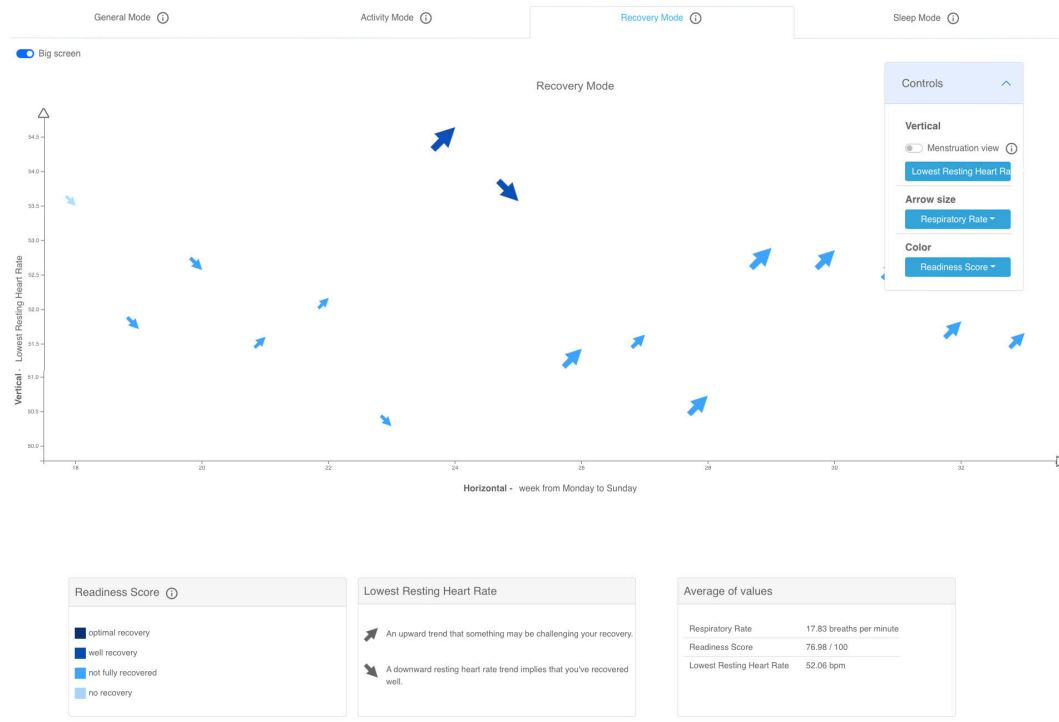 General Mode
Activity Mode
Recovery Mode
Sleep Mode
Big screen
Recovery Mode
Controls
Vertical
Menstruation view
Lowest Resting Heart Ra
Arrow size
Respiratory Rate
Color
Readiness Score
54.5
54.0
53.5
53.0
52.5
52.0
51.5
51.0
50.5
50.0
Vertical - Lowest Resting Heart Rate
18 20 22 24 26 28 30 32
Horizontal - week from Monday to Sunday
Readiness Score
optimal recovery
well recovery
not fully recovered
no recovery
Lowest Resting Heart Rate
An upward trend that something may be challenging your recovery.
A downward resting heart rate trend implies that you've recovered
well.
Average of values
Respiratory Rate 17.83 breaths per minute
Readiness Score 76.98 / 100
Lowest Resting Heart Rate 52.06 bpm